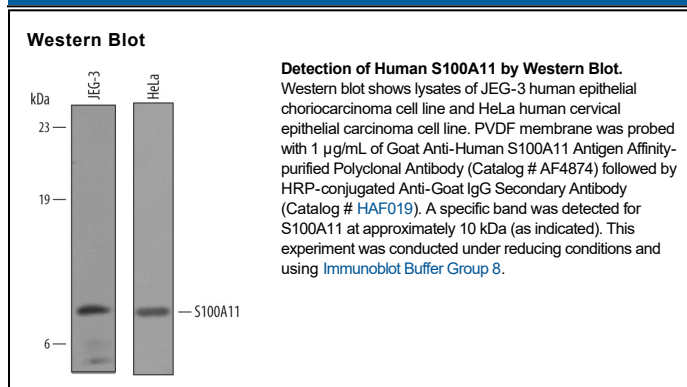 Western Blot
JEG-3
HeLa
kDa
23
19
S100A11
6
Detection of Human S100A11 by Western Blot.
Western blot shows lysates of JEG-3 human epithelial
choriocarcinoma cell line and HeLa human cervical
epithelial carcinoma cell line. PVDF membrane was probed
with 1 µg/mL of Goat Anti-Human S100A11 Antigen Affinity-
purified Polyclonal Antibody (Catalog # AF4874) followed by
HRP-conjugated Anti-Goat IgG Secondary Antibody
(Catalog # HAF019). A specific band was detected for
S100A11 at approximately 10 kDa (as indicated). This
experiment was conducted under reducing conditions and
using Immunoblot Buffer Group 8.